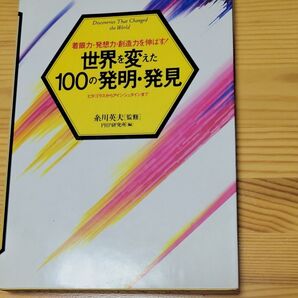 Discoveries That Changed
the World
着眼力・発想力・創造力を伸ばす!
世界を変えた
100の発明・発見
ピタゴラスからアインシュタインまで
糸川英夫[監修]
PHP研究所[編]